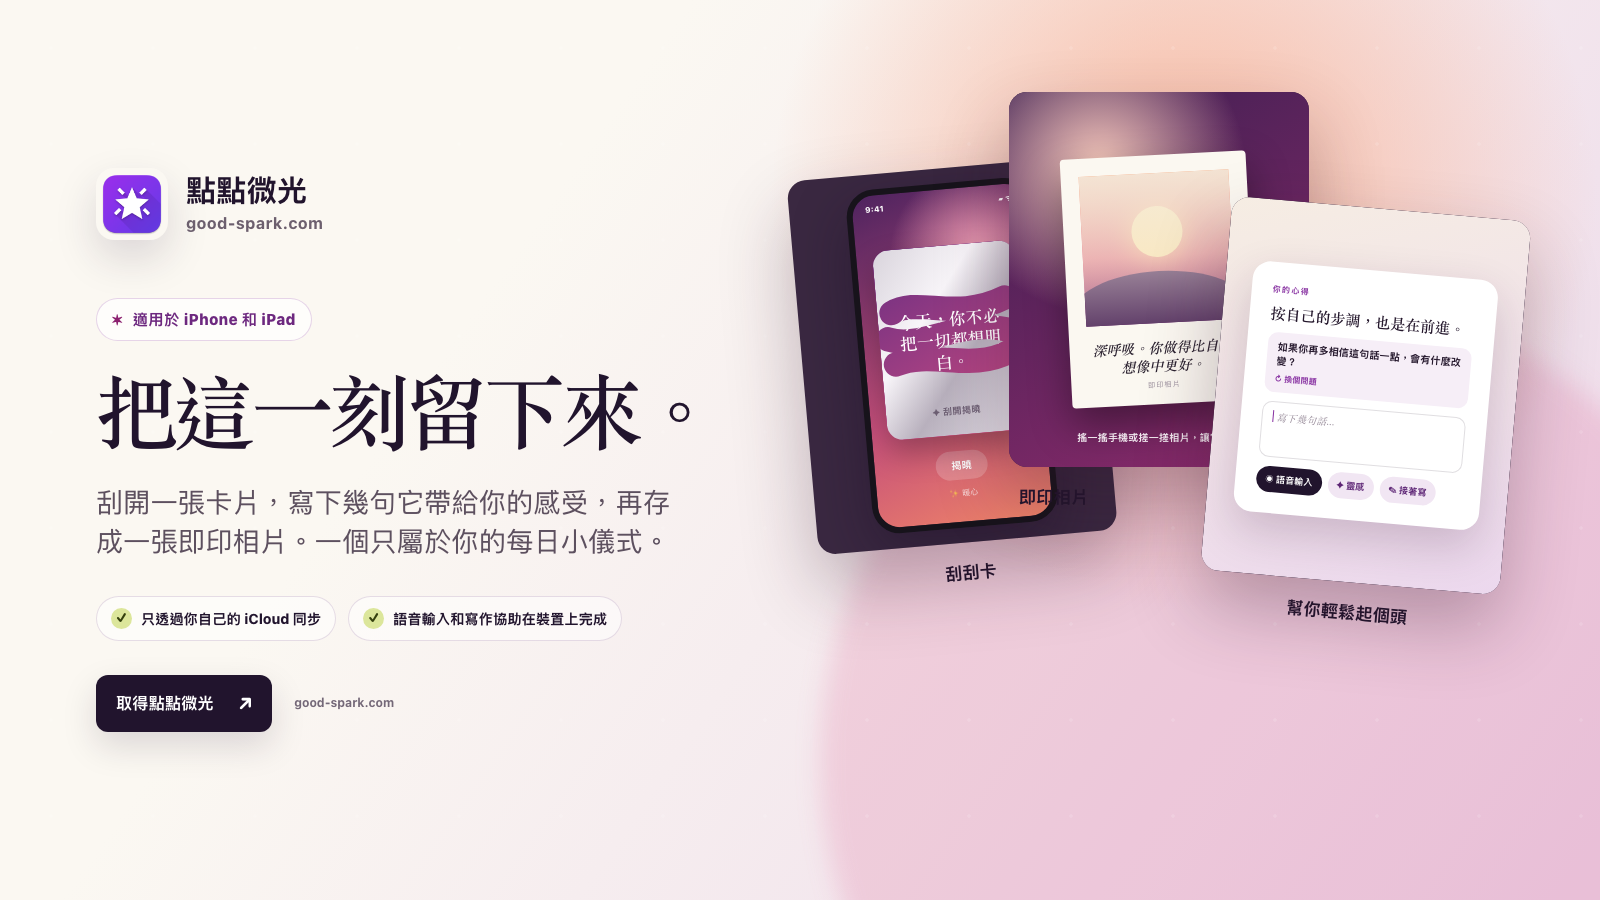 點點微光
good-spark.com
適用於 iPhone 和 iPad
把這一刻留下來。
刮開一張卡片，寫下幾句它帶給你的感受，再存
成一張即印相片。一個只屬於你的每日小儀式。
只透過你自己的 iCloud 同步
語音輸入和寫作協助在裝置上完成
取得點點微光
good-spark.com
9:41
今天，你不必
把一切都想明
白。
刮開揭曉
揭曉
暖心
刮刮卡
深呼吸。你做得比自
想像中更好。
即印相片
搖一搖手機或搓一搓相片，讓
即印相片
你的心得
按自己的步調，也是在前進。
如果你再多相信這句話一點，會有什麼改
變？
換個問題
寫下幾句話...
語音輸入
靈感
接著寫
幫你輕鬆起個頭